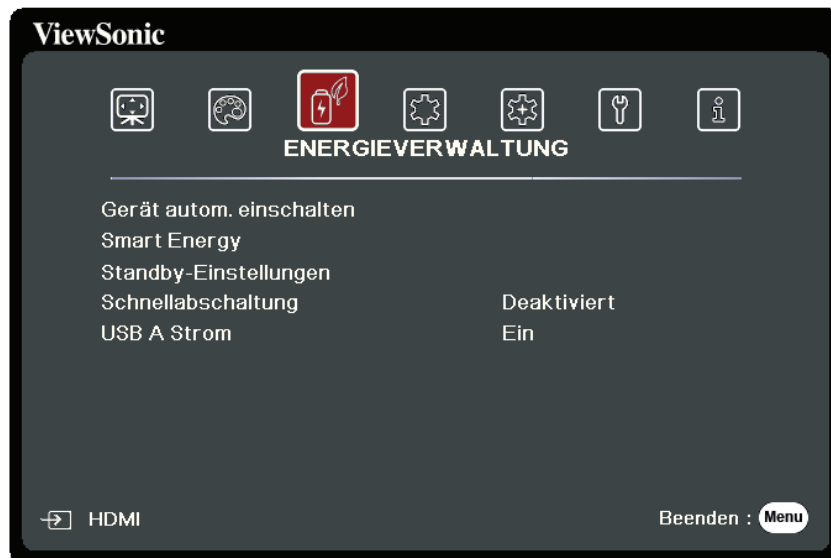 ViewSonic
ENERGIEVERWALTUNG
Gerät autom. einschalten
Smart Energy
Standby-Einstellungen
Schnellabschaltung Deaktiviert
USB A Strom Ein
HDMI Beenden : Menu